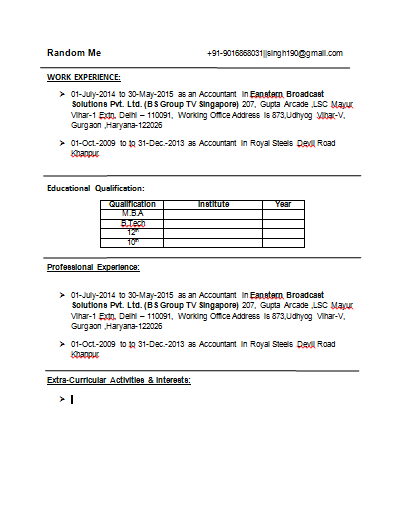 Random Me +91-9016868031||singh190@gmail.com
WORK EXPERIENCE:
➢ 01-July-2014 to 30-May-2015 as an Accountant in Eanstern Broadcast
Solutions Pvt. Ltd. (BS Group TV Singapore) 207, Gupta Arcade ,LSC Mayur
Vihar-1 Extn, Delhi – 110091, Working Office Address is 873,Udhyog Vihar-V,
Gurgaon ,Haryana-122026
➢ 01-Oct.-2009 to to 31-Dec.-2013 as Accountant in Royal Steels Devli Road
Khanpur
Educational Qualification:
Qualification Institute Year
M.B.A
B.Tech
12th
10th
Professional Experience:
➢ 01-July-2014 to 30-May-2015 as an Accountant in Eanstern Broadcast
Solutions Pvt. Ltd. (BS Group TV Singapore) 207, Gupta Arcade ,LSC Mayur
Vihar-1 Extn, Delhi – 110091, Working Office Address is 873,Udhyog Vihar-V,
Gurgaon ,Haryana-122026
➢ 01-Oct.-2009 to to 31-Dec.-2013 as Accountant in Royal Steels Devli Road
Khanpur
Extra-Curricular Activities & Interests:
➢